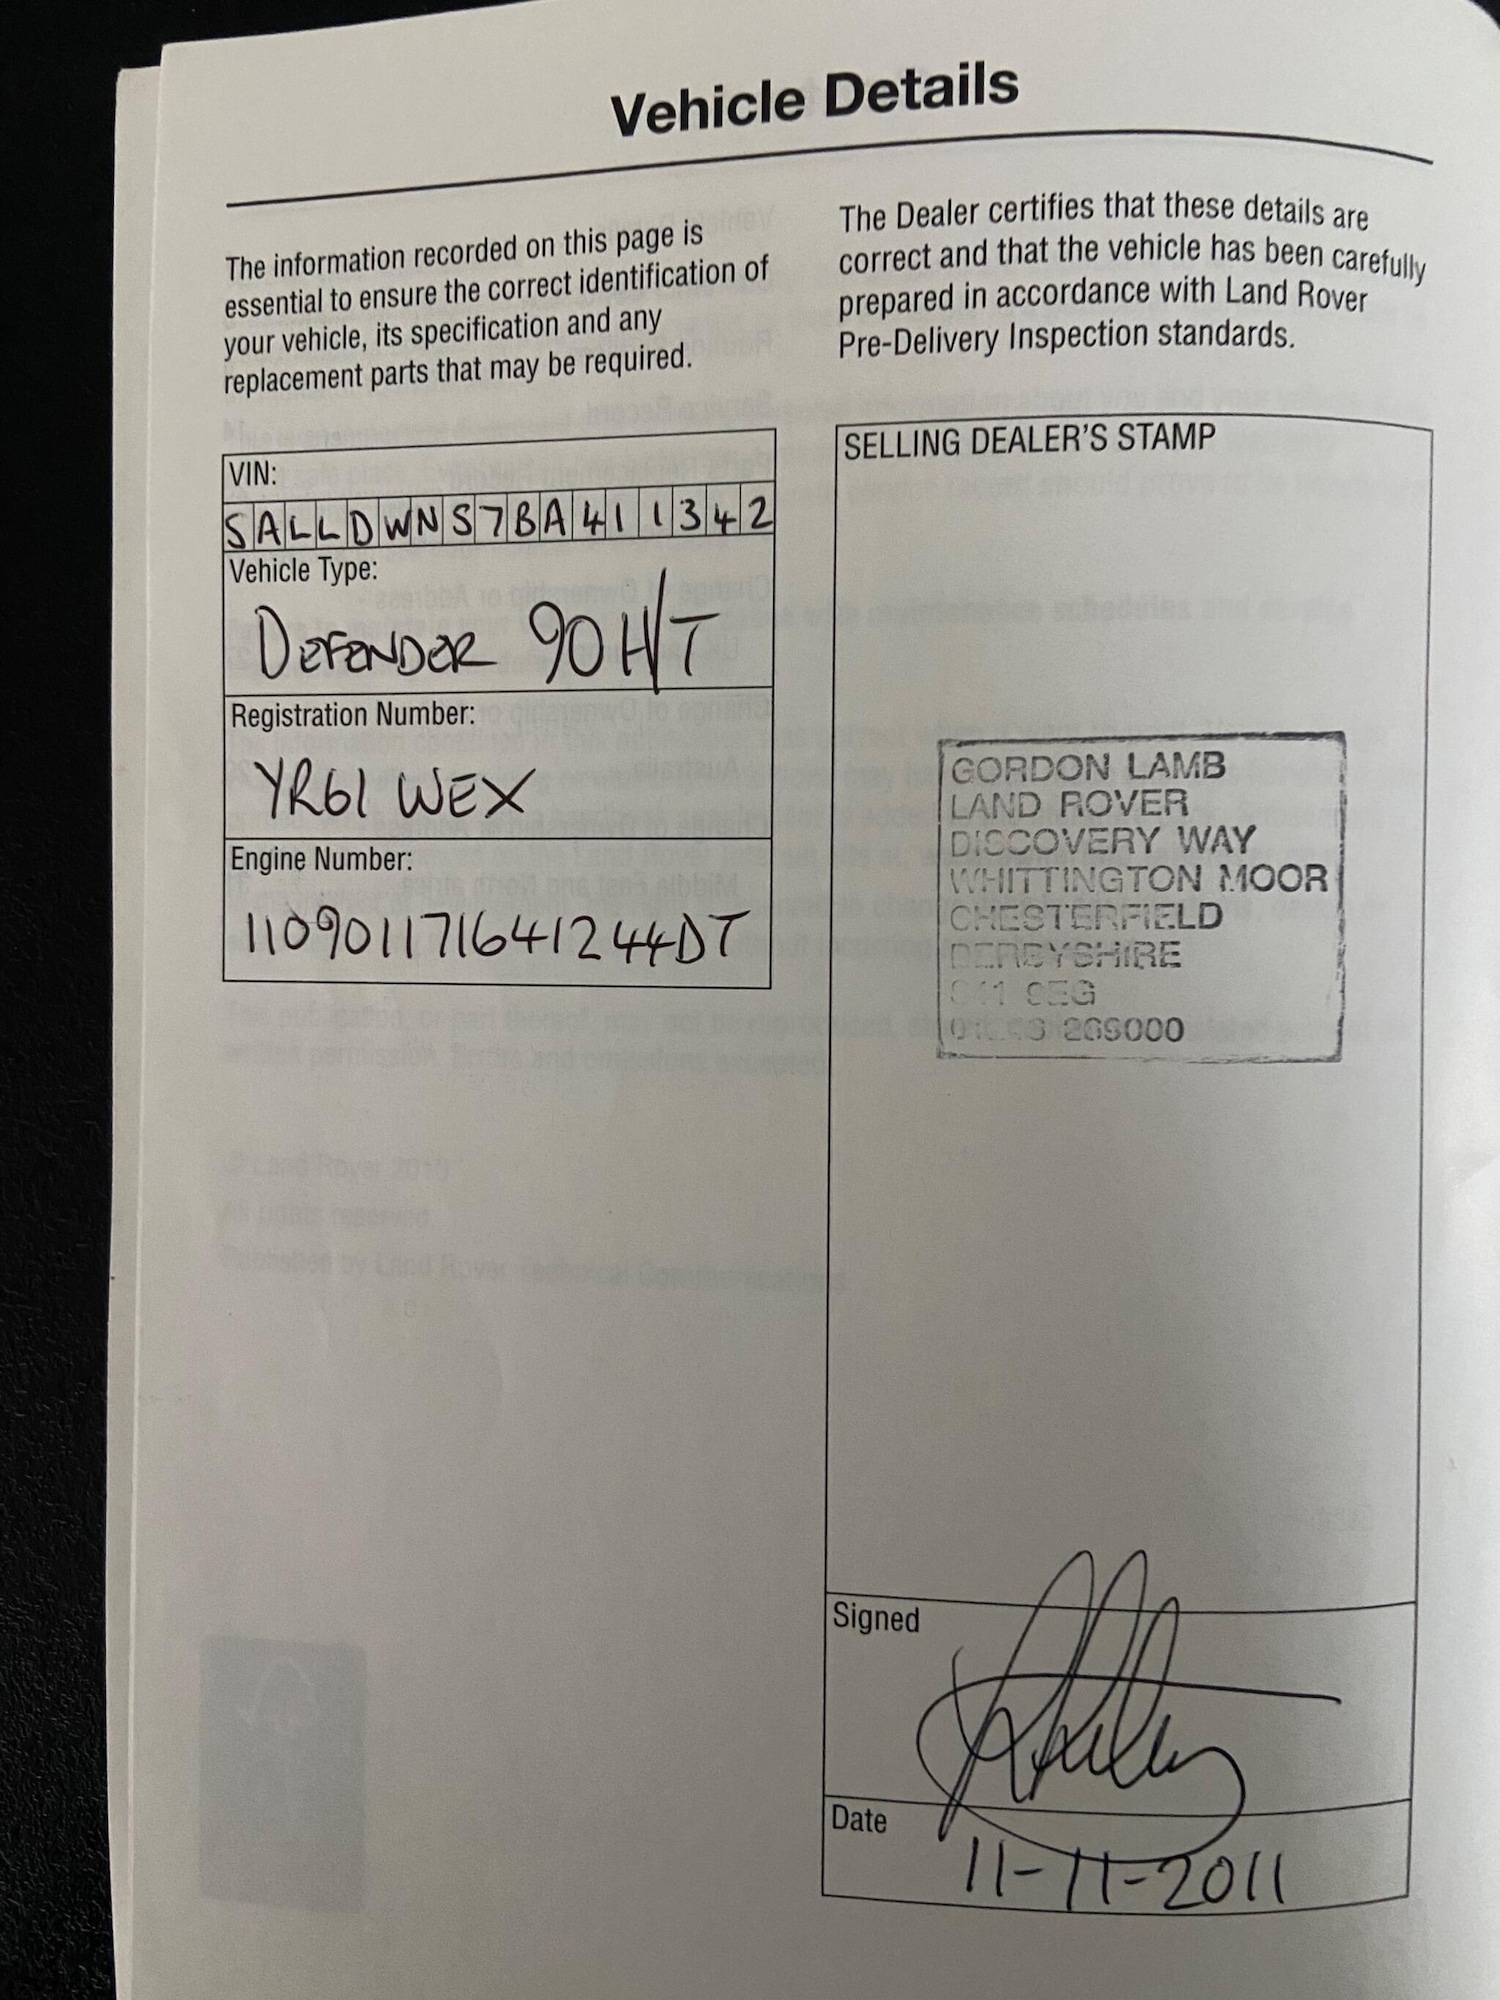 Vehicle Details
The information recorded on this page is
essential to ensure the correct identification of
your vehicle, its specification and any
replacement parts that may be required.
VIN:
SALLDWNS7BA411342
Vehicle Type:
DEFENDER 90 H/T
Registration Number:
YR61 WEX
Engine Number:
110901171641244DT
The Dealer certifies that these details are
correct and that the vehicle has been carefully
prepared in accordance with Land Rover
Pre-Delivery Inspection standards.
SELLING DEALER'S STAMP
GORDON LAMB
LAND ROVER
DISCOVERY WAY
WHITTINGTON MOOR
CHESTERFIELD
DERBYSHIRE
Signed
Date
11-11-2011